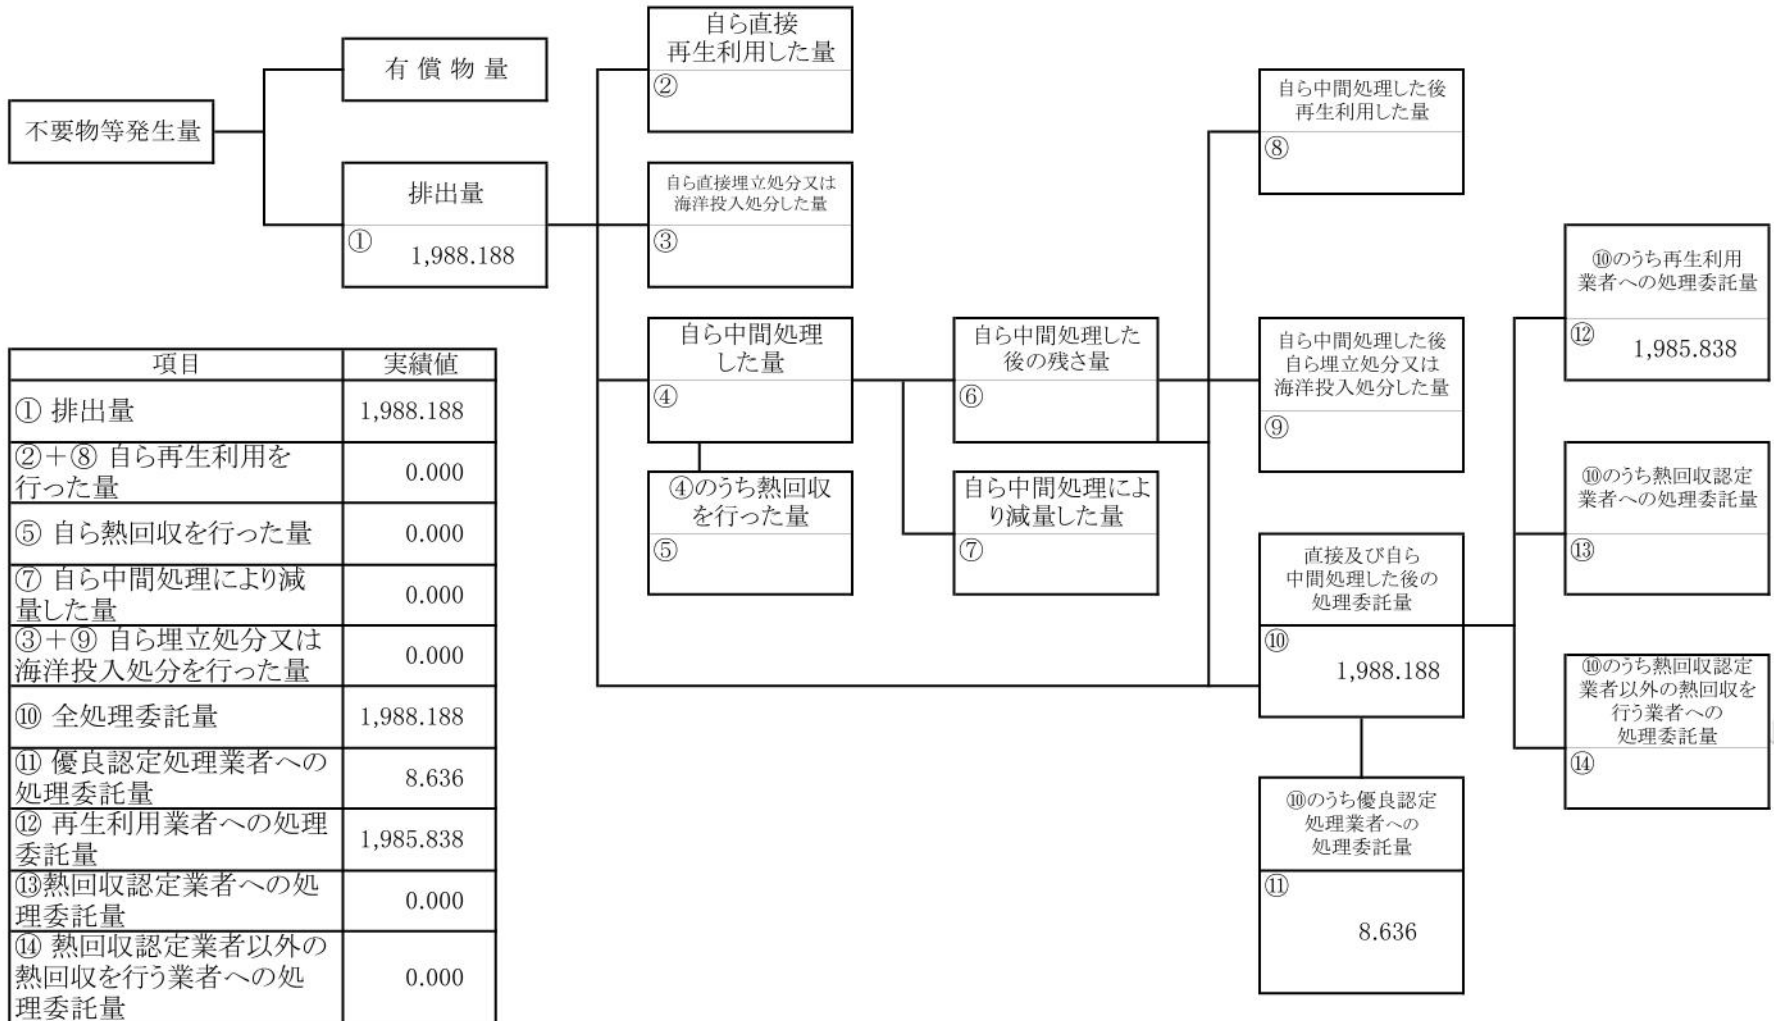 不要物等発生量
有償物量
排出量
①
1,988.188
自ら直接
再生利用した量
②
自ら直接埋立処分又は
海洋投入処分した量
③
自ら中間処理
した量
④
④のうち熱回収
を行った量
⑤
自ら中間処理した
後の残さ量
⑥
自ら中間処理によ
り減量した量
⑦
自ら中間処理した後
再生利用した量
⑧
自ら中間処理した後
自ら埋立処分又は
海洋投入処分した量
⑨
直接及び自ら
中間処理した後の
処理委託量
⑩
1,988.188
⑩のうち優良認定
処理業者への
処理委託量
⑪
8.636
⑩のうち再生利用
業者への処理委託量
⑫
1,985.838
⑩のうち熱回収認定
業者への処理委託量
⑬
⑩のうち熱回収認定
業者以外の熱回収を
行う業者への
処理委託量
⑭
項目 実績値
① 排出量 1,988.188
②+⑧ 自ら再生利用を
行った量 0.000
⑤ 自ら熱回収を行った量 0.000
⑦ 自ら中間処理により減
量した量 0.000
③+⑨ 自ら埋立処分又は
海洋投入処分を行った量 0.000
⑩ 全処理委託量 1,988.188
⑪ 優良認定処理業者への
処理委託量 8.636
⑫ 再生利用業者への処理
委託量 1,985.838
⑬熱回収認定業者への処
理委託量 0.000
⑭ 熱回収認定業者以外の
熱回収を行う業者への処
理委託量 0.000